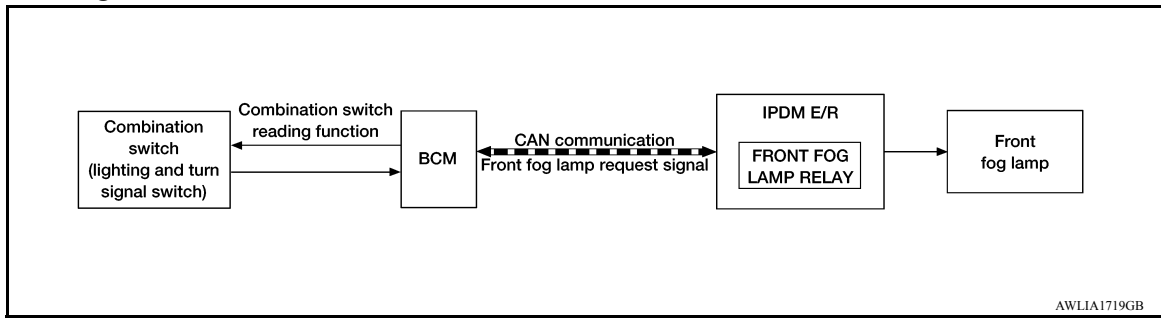 Combination
switch
(lighting and turn
signal switch)
Combination switch
reading function
BCM
CAN communication
Front fog lamp request signal
IPDM E/R
FRONT FOG
LAMP RELAY
Front
fog lamp
AWLIA1719GB